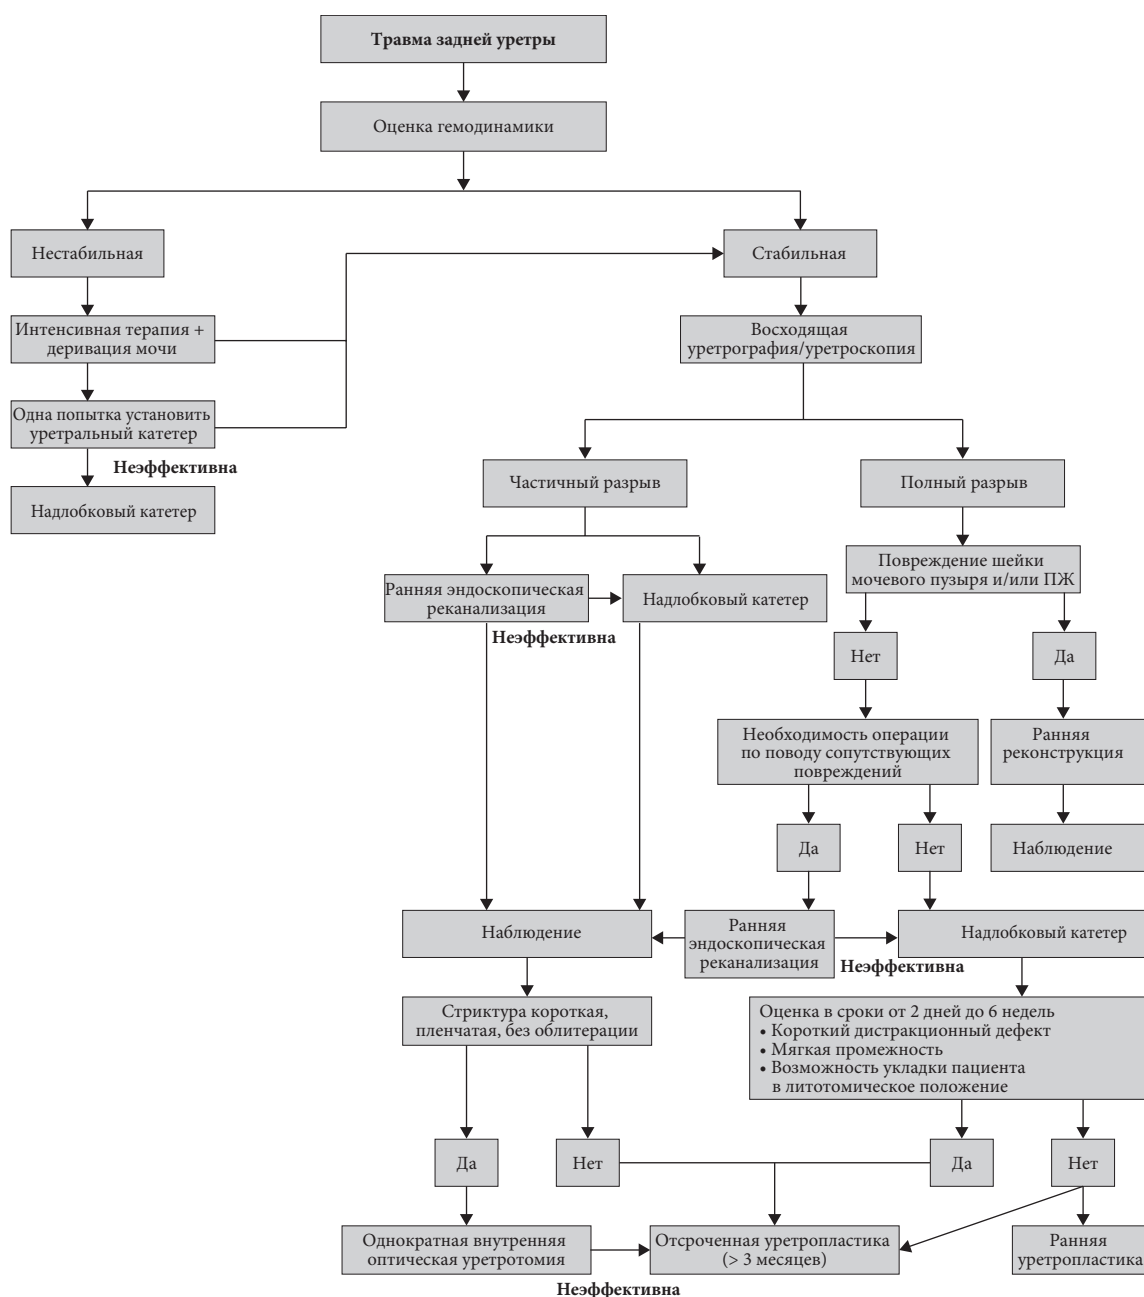 Травма задней уретры
Оценка гемодинамики
Нестабильная
Стабильная
Интенсивная терапия +
деривация мочи
Восходящая
уретрография/уретроскопия
Одна попытка установить
уретральный катетер
Неэффективна
Надлобковый катетер
Частичный разрыв
Полный разрыв
Повреждение шейки
мочевого пузыря и/или ПЖ
Ранняя эндоскопическая
реканализация
Надлобковый катетер
Неэффективна
Нет
Да
Необходимость операции
по поводу сопутствующих
повреждений
Ранняя
реконструкция
Да
Нет
Наблюдение
Наблюдение
Ранняя
эндоскопическая
реканализация
Надлобковый катетер
Неэффективна
Стриктура короткая,
пленчатая, без облитерации
Оценка в сроки от 2 дней до 6 недель
• Короткий дистракционный дефект
• Мягкая промежность
• Возможность укладки пациента
в литотомическое положение
Да
Нет
Да
Нет
Однократная внутренняя
оптическая уретротомия
Отсроченная уретропластика
(> 3 месяцев)
Ранняя
уретропластика
Неэффективна